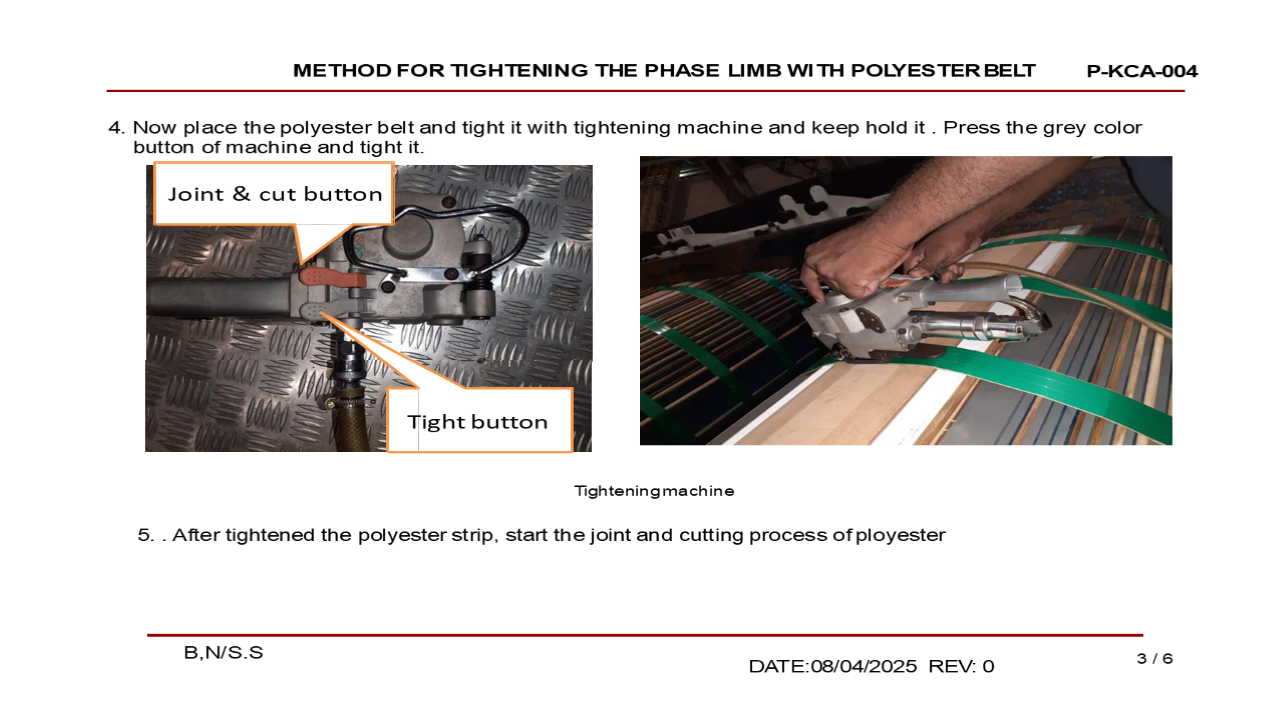 METHOD FOR TIGHTENING THE PHASE LIMB WITH POLYESTER BELT P-KCA-004
4. Now place the polyester belt and tight it with tightening machine and keep hold it . Press the grey color
button of machine and tight it.
Joint & cut button
Tight button
Tightening machine
5. . After tightened the polyester strip, start the joint and cutting process of ployester
B,N/S.S
DATE:08/04/2025 REV: 0
3 / 6